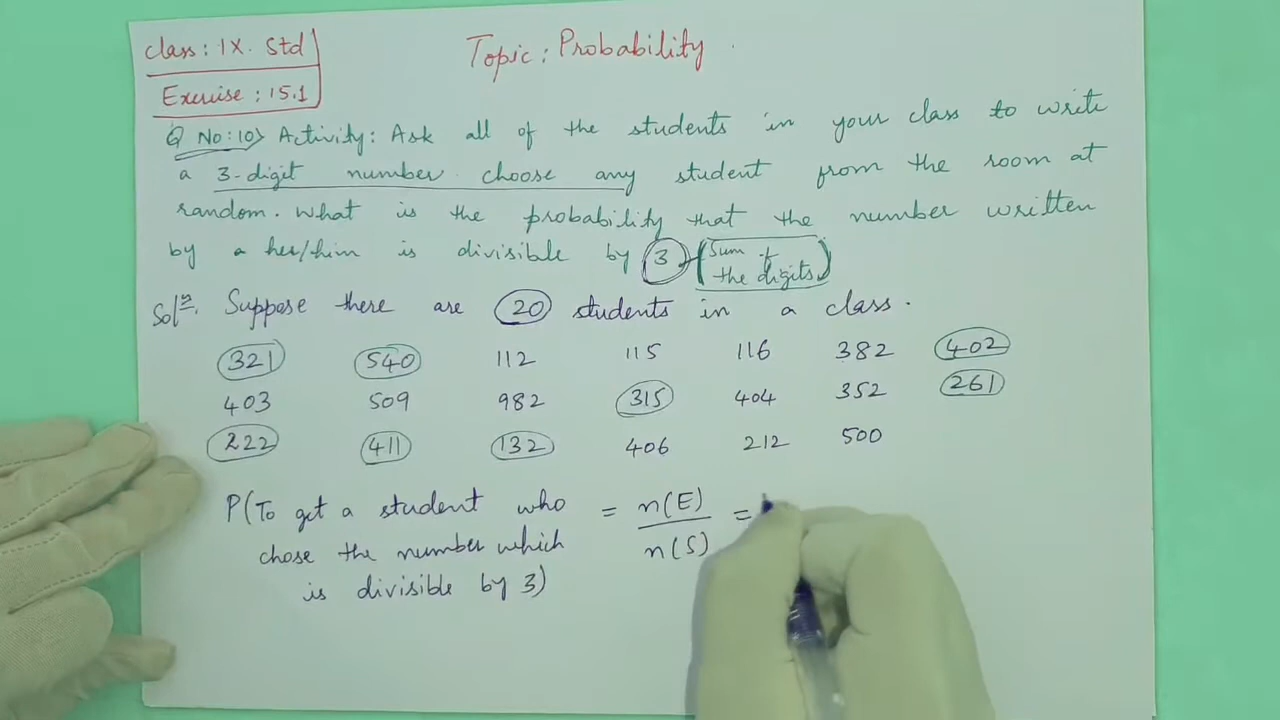 class: IX. Std
Topic: Probability
Exercise: 15.1
Q No:10> Activity: Ask all of the students in your class to write
a 3-digit number. choose any student from the room at
random. what is the probability that the number written
by a her/him is divisible by 3 (Sum of
the digits)
Solⁿ. Suppose there are 20 students in a class.
321 540 112 115 116 382 402
403 509 982 315 404 352 261
222 411 132 406 212 500
P(To get a student who = n(E) =
chose the number which n(S)
is divisible by 3)